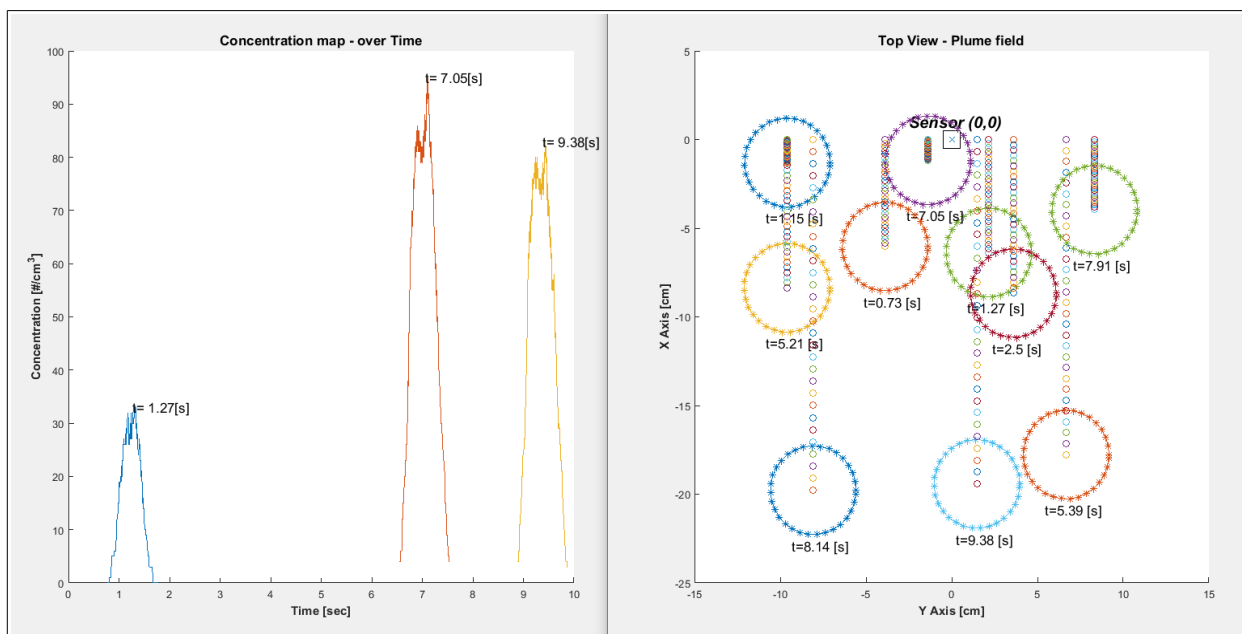 Concentration map - over Time
Concentration [#/cm³]
100
90
80
70
60
50
40
30
20
10
0
t= 1.27[s]
t= 7.05[s]
t= 9.38[s]
0 1 2 3 4 5 6 7 8 9 10
Time [sec]
Top View - Plume field
X Axis [cm]
5
0
-5
-10
-15
-20
-25
Sensor (0,0)
t=1.15 [s]
t=7.05[s]
t=7.91 [s]
t=0.73 [s]
t=1.27 [s]
t=5.21 [s]
t=2.5 [s]
t=5.39 [s]
t=8.14 [s]
t=9.38 [s]
-15 -10 -5 0 5 10 15
Y Axis [cm]